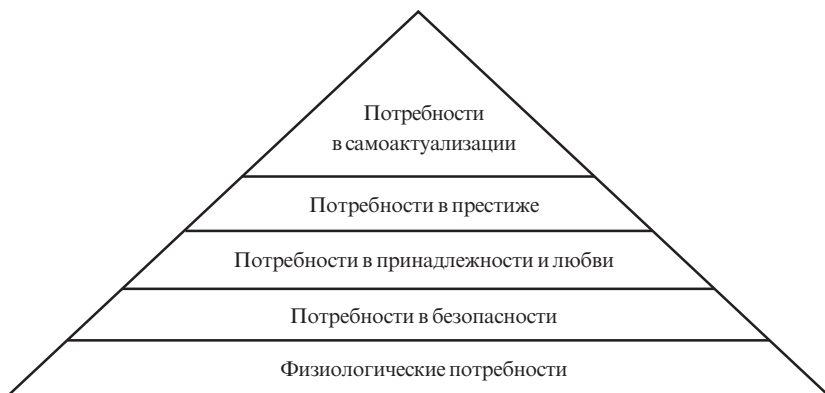 Потребности
в самоактуализации
Потребности в престиже
Потребности в принадлежности и любви
Потребности в безопасности
Физиологические потребности